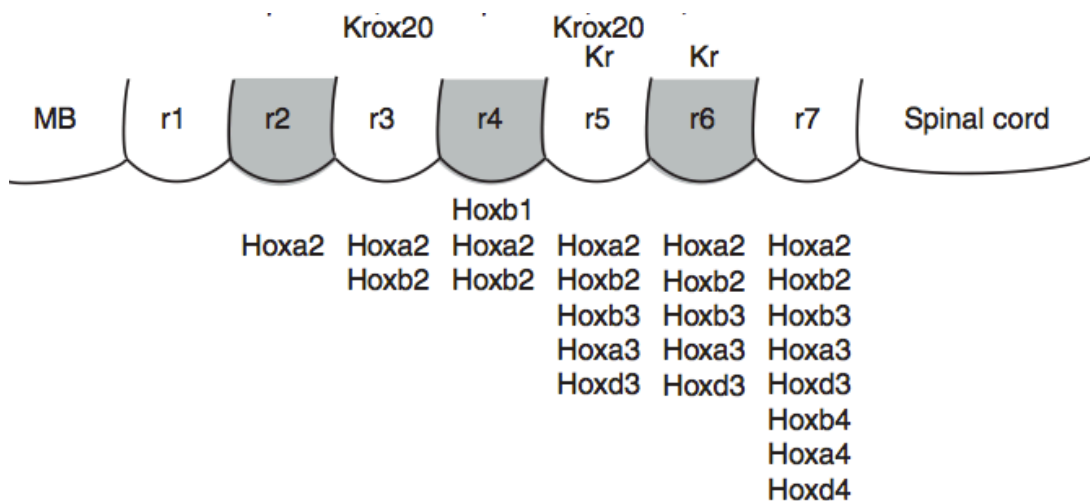 Krox20 Krox20
Kr Kr
MB r1 r2 r3 r4 r5 r6 r7 Spinal cord
Hoxb1
Hoxa2 Hoxa2 Hoxa2 Hoxa2 Hoxa2 Hoxa2
Hoxb2 Hoxb2 Hoxb2 Hoxb2 Hoxb2
Hoxb3 Hoxb3 Hoxb3
Hoxa3 Hoxa3 Hoxa3
Hoxd3 Hoxd3 Hoxd3
Hoxb4
Hoxa4
Hoxd4